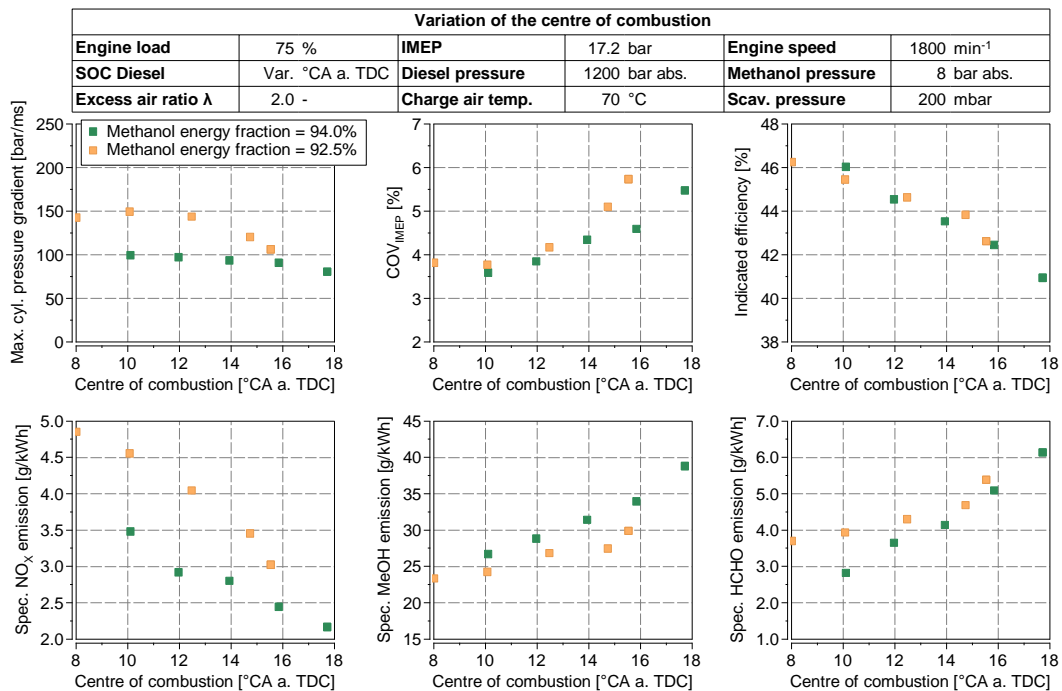 Variation of the centre of combustion
Engine load 75 % IMEP 17.2 bar Engine speed 1800 min⁻¹
SOC Diesel Var. °CA a. TDC Diesel pressure 1200 bar abs. Methanol pressure 8 bar abs.
Excess air ratio λ 2.0 - Charge air temp. 70 °C Scav. pressure 200 mbar
Methanol energy fraction = 94.0%
Methanol energy fraction = 92.5%
Max. cyl. pressure gradient [bar/ms]
250
200
150
100
50
0
8 10 12 14 16 18
Centre of combustion [°CA a. TDC]
COV_IMEP [%]
7
6
5
4
3
2
8 10 12 14 16 18
Centre of combustion [°CA a. TDC]
Indicated efficiency [%]
48
46
44
42
40
38
8 10 12 14 16 18
Centre of combustion [°CA a. TDC]
Spec. NO_X emission [g/kWh]
5.0
4.5
4.0
3.5
3.0
2.5
2.0
8 10 12 14 16 18
Centre of combustion [°CA a. TDC]
Spec. MeOH emission [g/kWh]
45
40
35
30
25
20
15
8 10 12 14 16 18
Centre of combustion [°CA a. TDC]
Spec. HCHO emission [g/kWh]
7.0
6.0
5.0
4.0
3.0
2.0
1.0
8 10 12 14 16 18
Centre of combustion [°CA a. TDC]